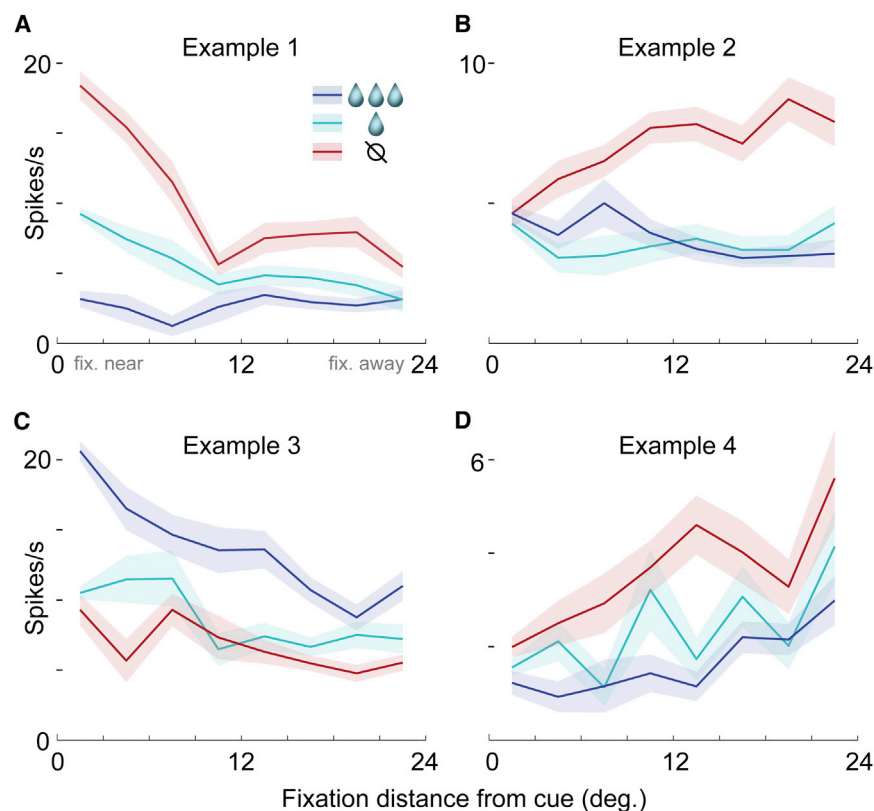 A
Example 1
20
Spikes/s
0
0
fix. near
12
fix. away
24
B
Example 2
10
5
0
12
24
C
Example 3
20
Spikes/s
0
0
12
24
D
Example 4
6
0
12
24
Fixation distance from cue (deg.)